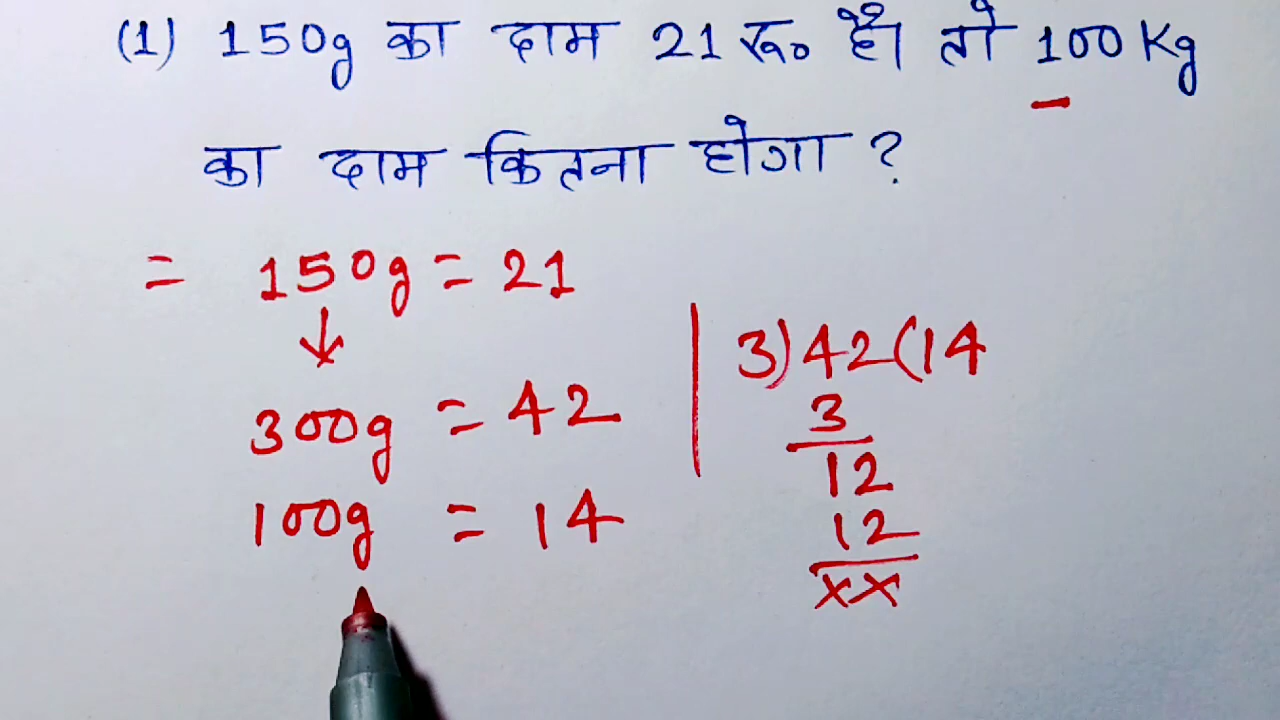 (1) 150g का दाम 21 रू० है। तो 100 Kg
का दाम कितना होगा ?
= 150g = 21
↓
300g = 42
100g = 14
3)42(14
3
12
12
xx